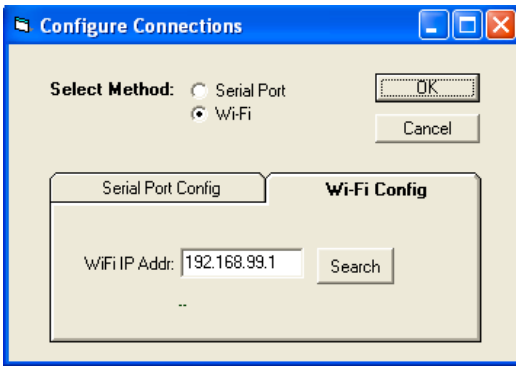 Configure Connections
Select Method: Serial Port
OK
Wi-Fi
Cancel
Serial Port Config
Wi-Fi Config
WiFi IP Addr: 192.168.99.1
Search
--